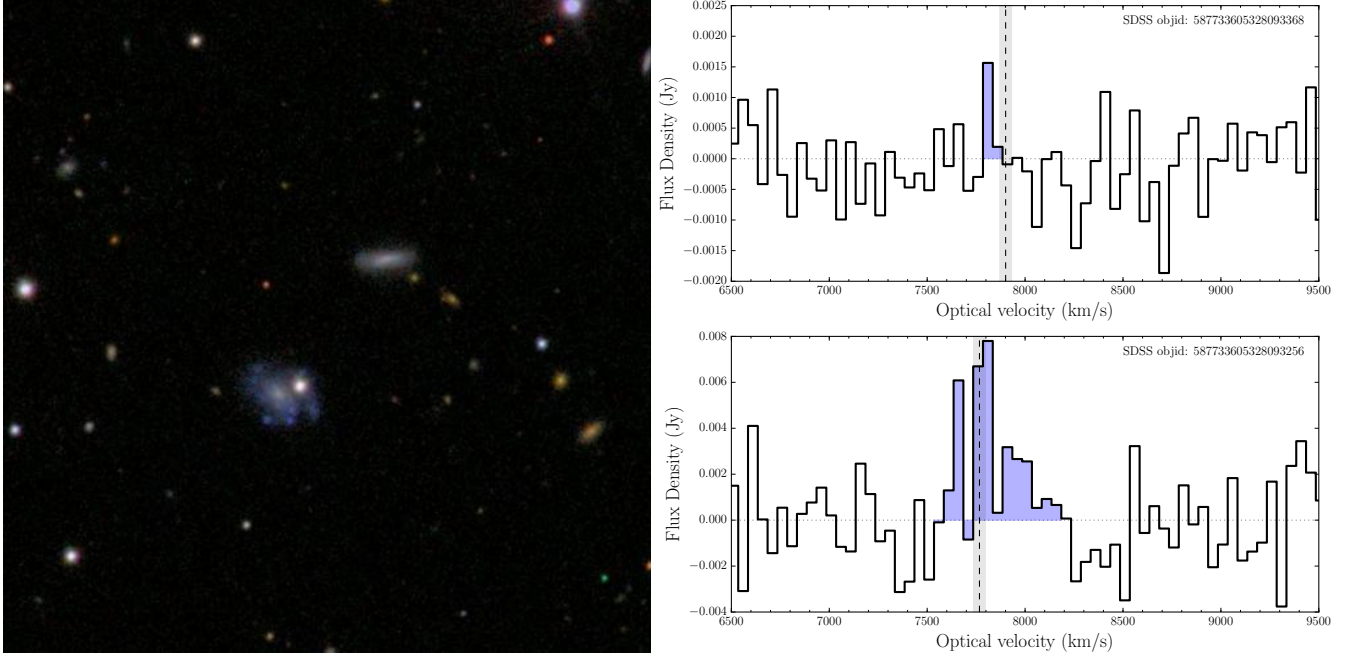 SDSS objid: 587733605328093368
Flux Density (Jy)
0.0025
0.0020
0.0015
0.0010
0.0005
0.0000
−0.0005
−0.0010
−0.0015
−0.0020
6500 7000 7500 8000 8500 9000 9500
Optical velocity (km/s)
SDSS objid: 587733605328093256
Flux Density (Jy)
0.008
0.006
0.004
0.002
0.000
−0.002
−0.004
6500 7000 7500 8000 8500 9000 9500
Optical velocity (km/s)